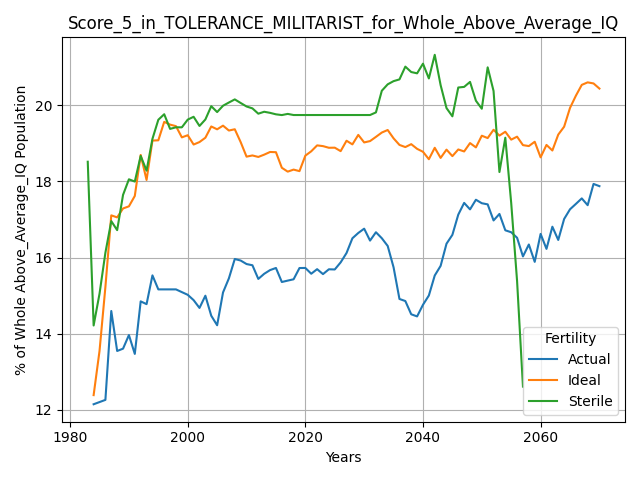 Score_5_in_TOLERANCE_MILITARIST_for_Whole_Above_Average_IQ
% of Whole Above_Average_IQ Population
20
18
16
14
12
1980
2000
2020
2040
2060
Years
Fertility
Actual
Ideal
Sterile